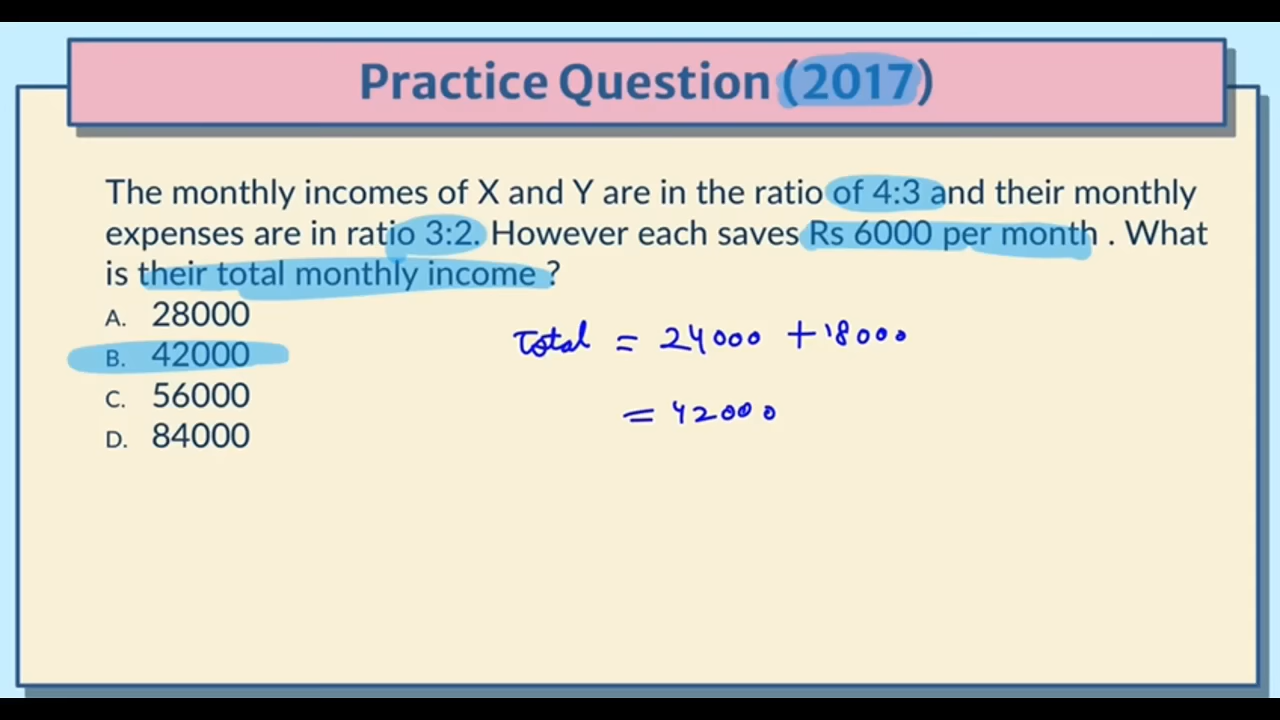 Practice Question (2017)
The monthly incomes of X and Y are in the ratio of 4:3 and their monthly
expenses are in ratio 3:2. However each saves Rs 6000 per month . What
is their total monthly income ?
A. 28000
B. 42000
C. 56000
D. 84000
Total = 24000 + 18000
= 42000